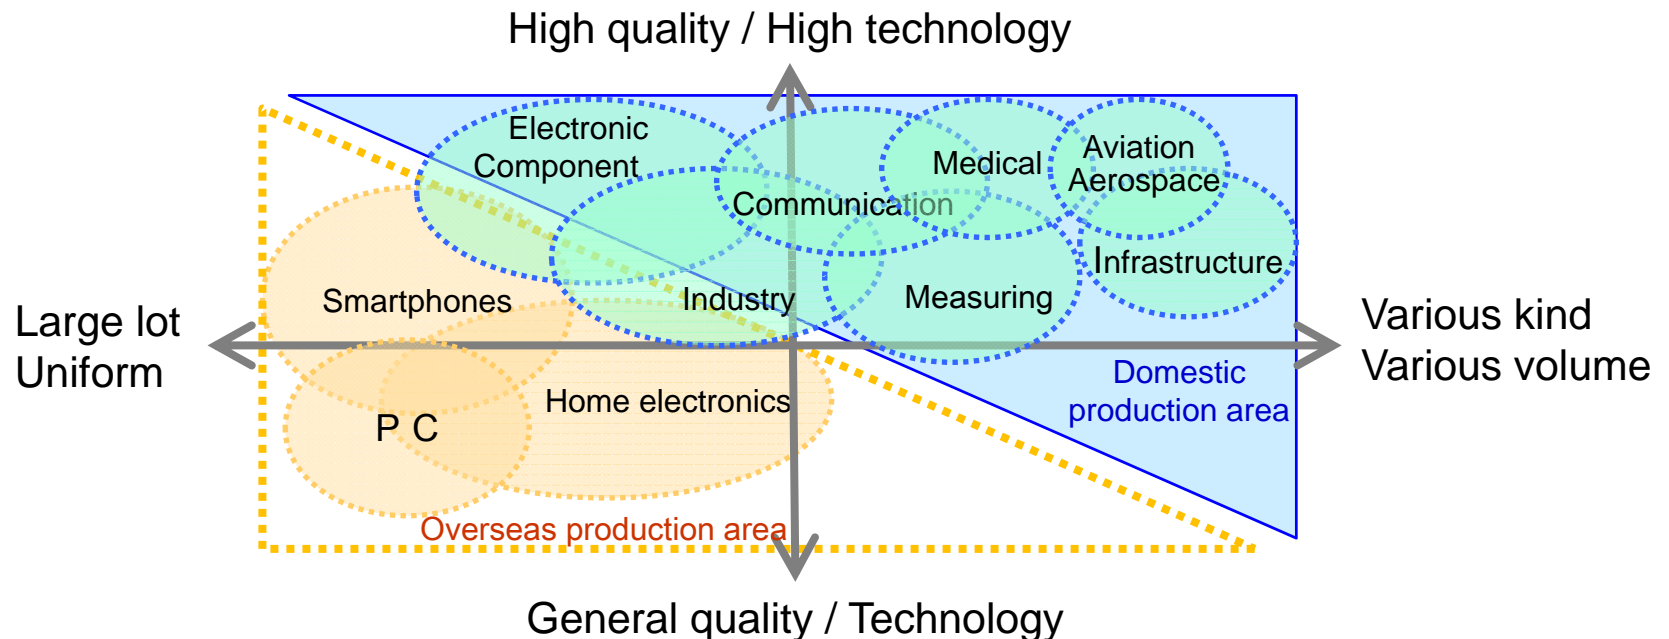 High quality / High technology
Electronic
Component
Communication
Medical
Aviation
Aerospace
Infrastructure
Smartphones
Industry
Measuring
Large lot
Uniform
Various kind
Various volume
Domestic
production area
Home electronics
P C
Overseas production area
General quality / Technology